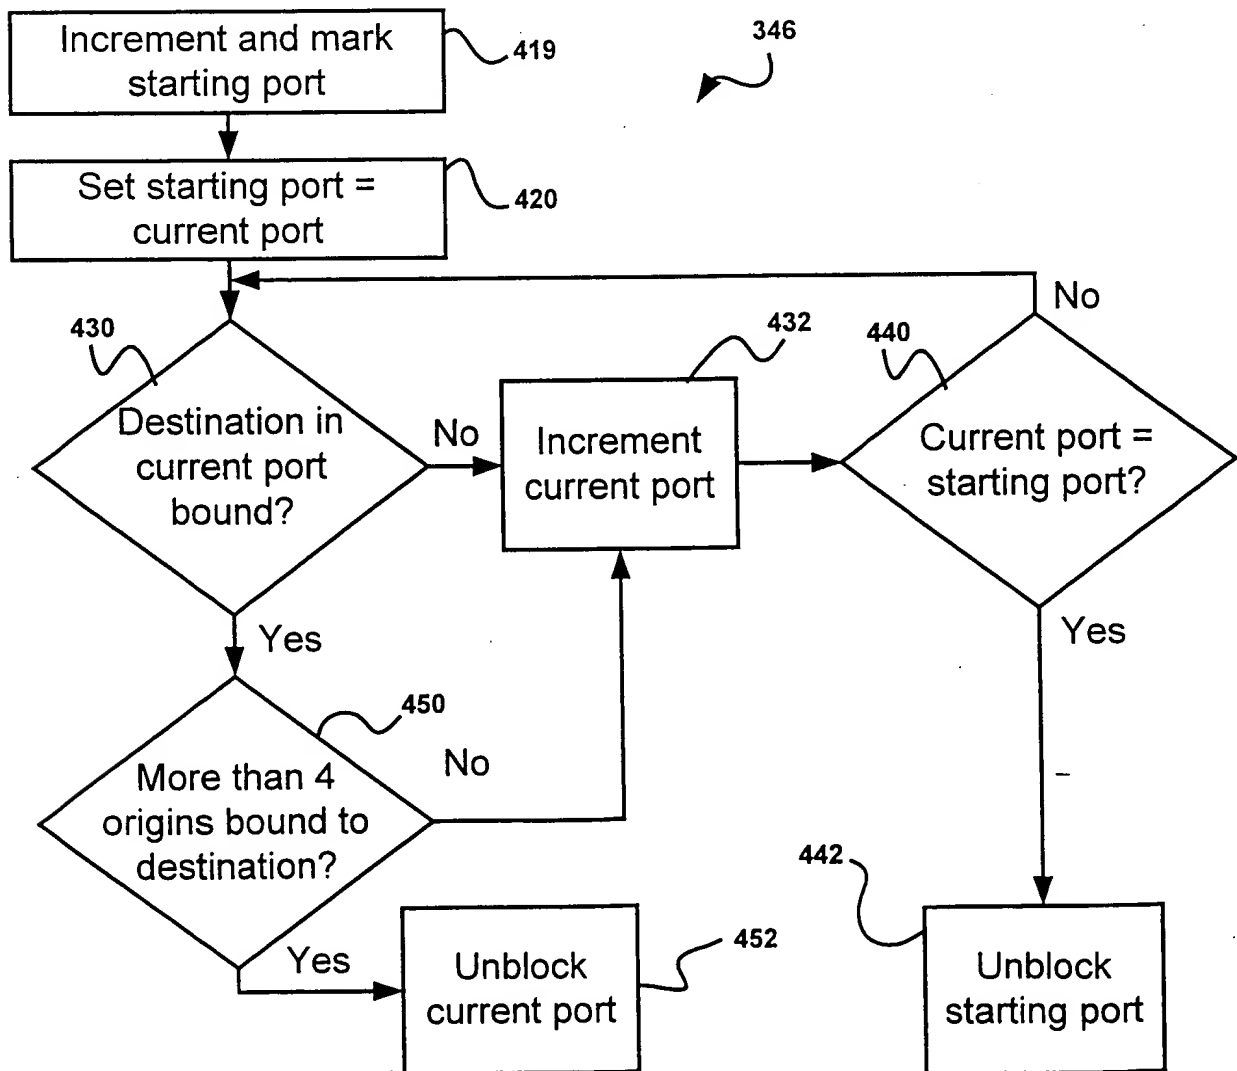 Increment and mark
starting port
419
346
Set starting port =
current port
420
No
430
432
440
Destination in
current port
bound?
No
Increment
current port
Current port =
starting port?
Yes
Yes
450
No
More than 4
origins bound to
destination?
442
452
Yes
Unblock
current port
Unblock
starting port